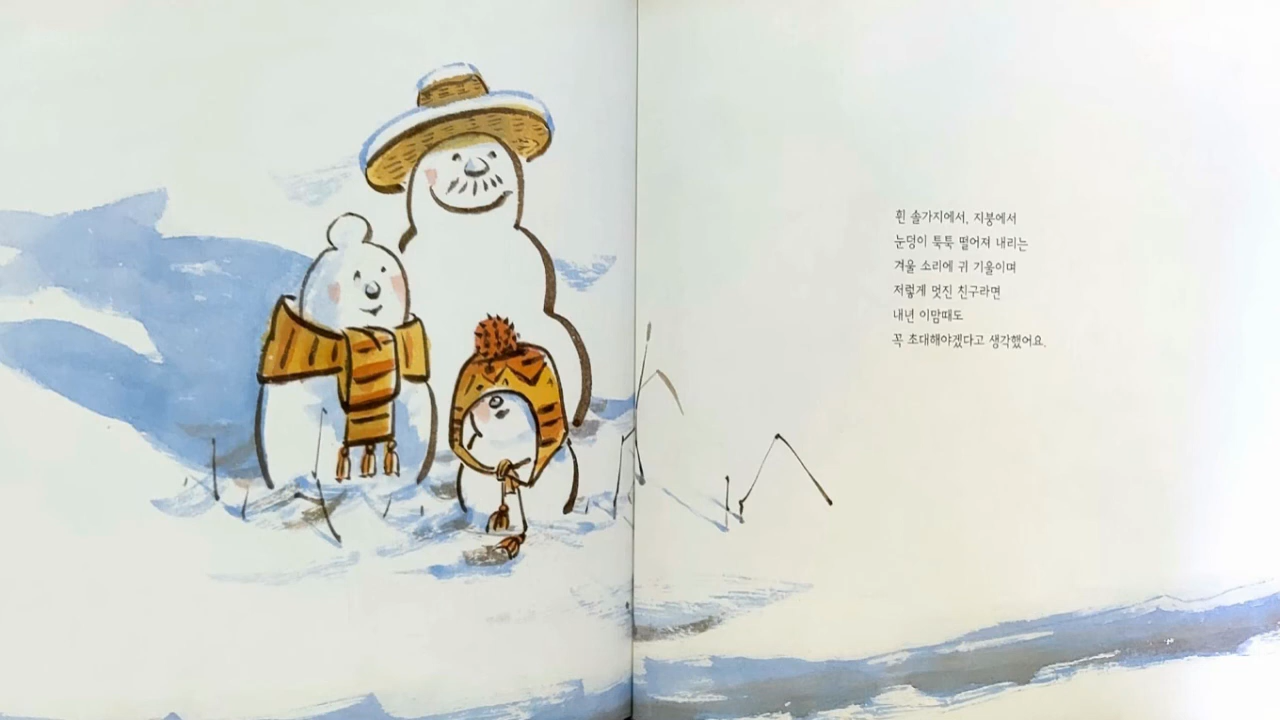 흰 솔가지에서, 지붕에서
눈덩이 툭툭 떨어져 내리는
겨울 소리에 귀 기울이며
저렇게 멋진 친구라면
내년 이맘때도
꼭 초대해야겠다고 생각했어요.